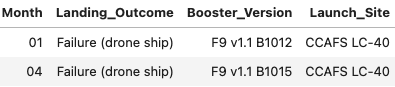 Month Landing_Outcome Booster_Version Launch_Site
01 Failure (drone ship) F9 v1.1 B1012 CCAFS LC-40
04 Failure (drone ship) F9 v1.1 B1015 CCAFS LC-40